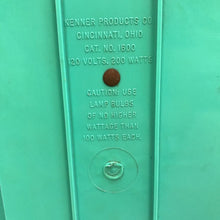 KENNER PRODUCTS CO
CINCINNATI, OHIO
CAT. NO. 1600
120 VOLTS, 200 WATTS
CAUTION: USE
LAMP BULBS
OF NO HIGHER
WATTAGE THAN
100 WATTS EACH.